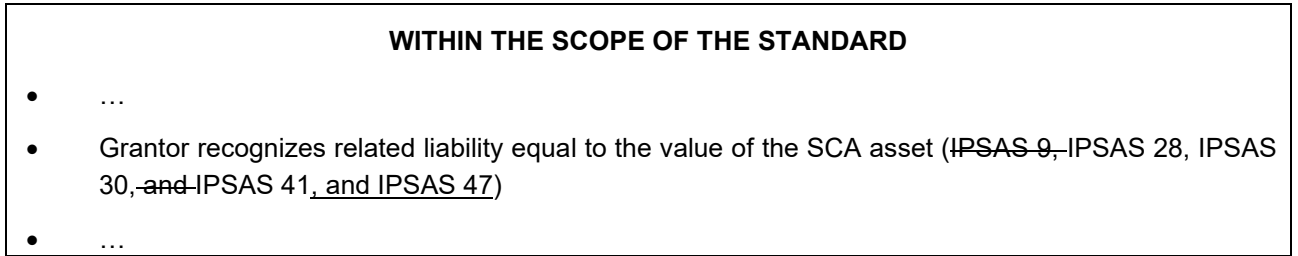 WITHIN THE SCOPE OF THE STANDARD
• …
• Grantor recognizes related liability equal to the value of the SCA asset (IPSAS 9, IPSAS 28, IPSAS
30, and IPSAS 41, and IPSAS 47)
• …